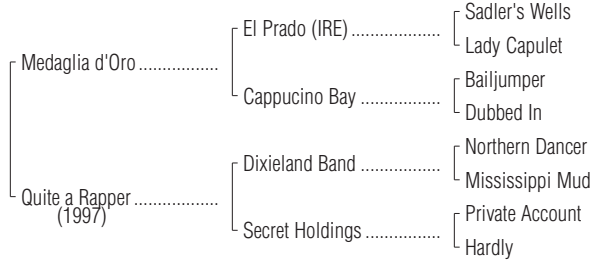 Sadler's Wells
El Prado (IRE) ...................
Lady Capulet
Medaglia d'Oro ................
Bailjumper
Cappucino Bay .................
Dubbed In
Northern Dancer
Dixieland Band .................
Mississippi Mud
Quite a Rapper .................
(1997)
Private Account
Secret Holdings ................
Hardly